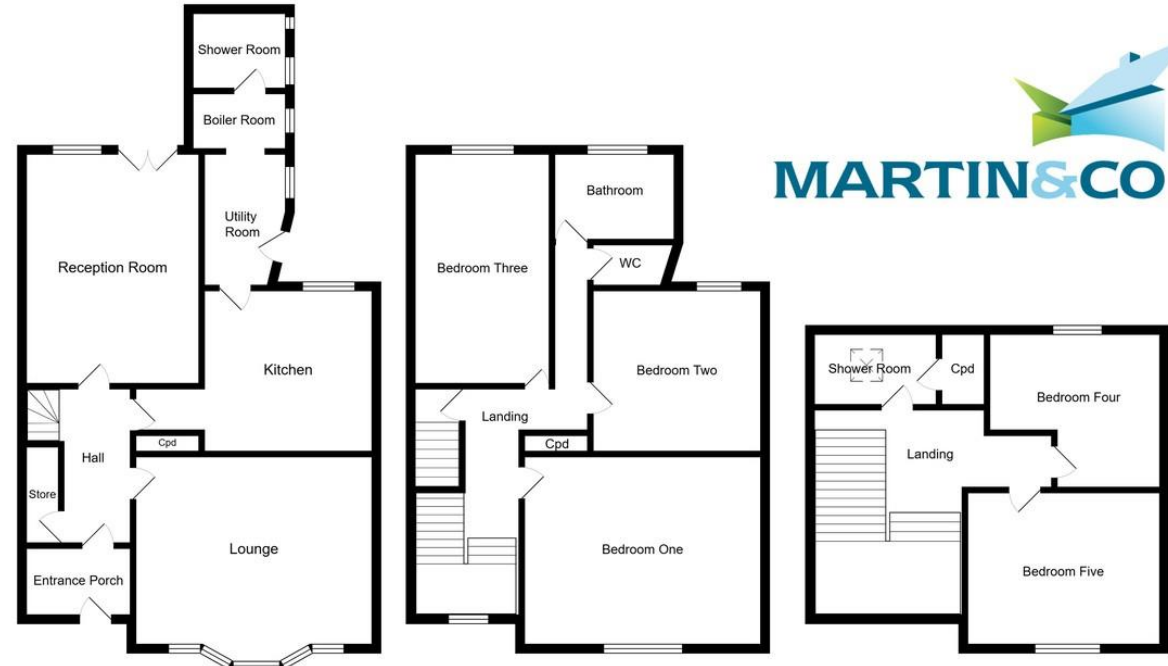 Shower Room
Boiler Room
Utility
Room
Reception Room
Kitchen
Cpd
Hall
Store
Lounge
Entrance Porch
Bathroom
WC
Bedroom Three
Bedroom Two
Landing
Cpd
Bedroom One
Shower Room
Cpd
Bedroom Four
Landing
Bedroom Five
MARTIN&CO